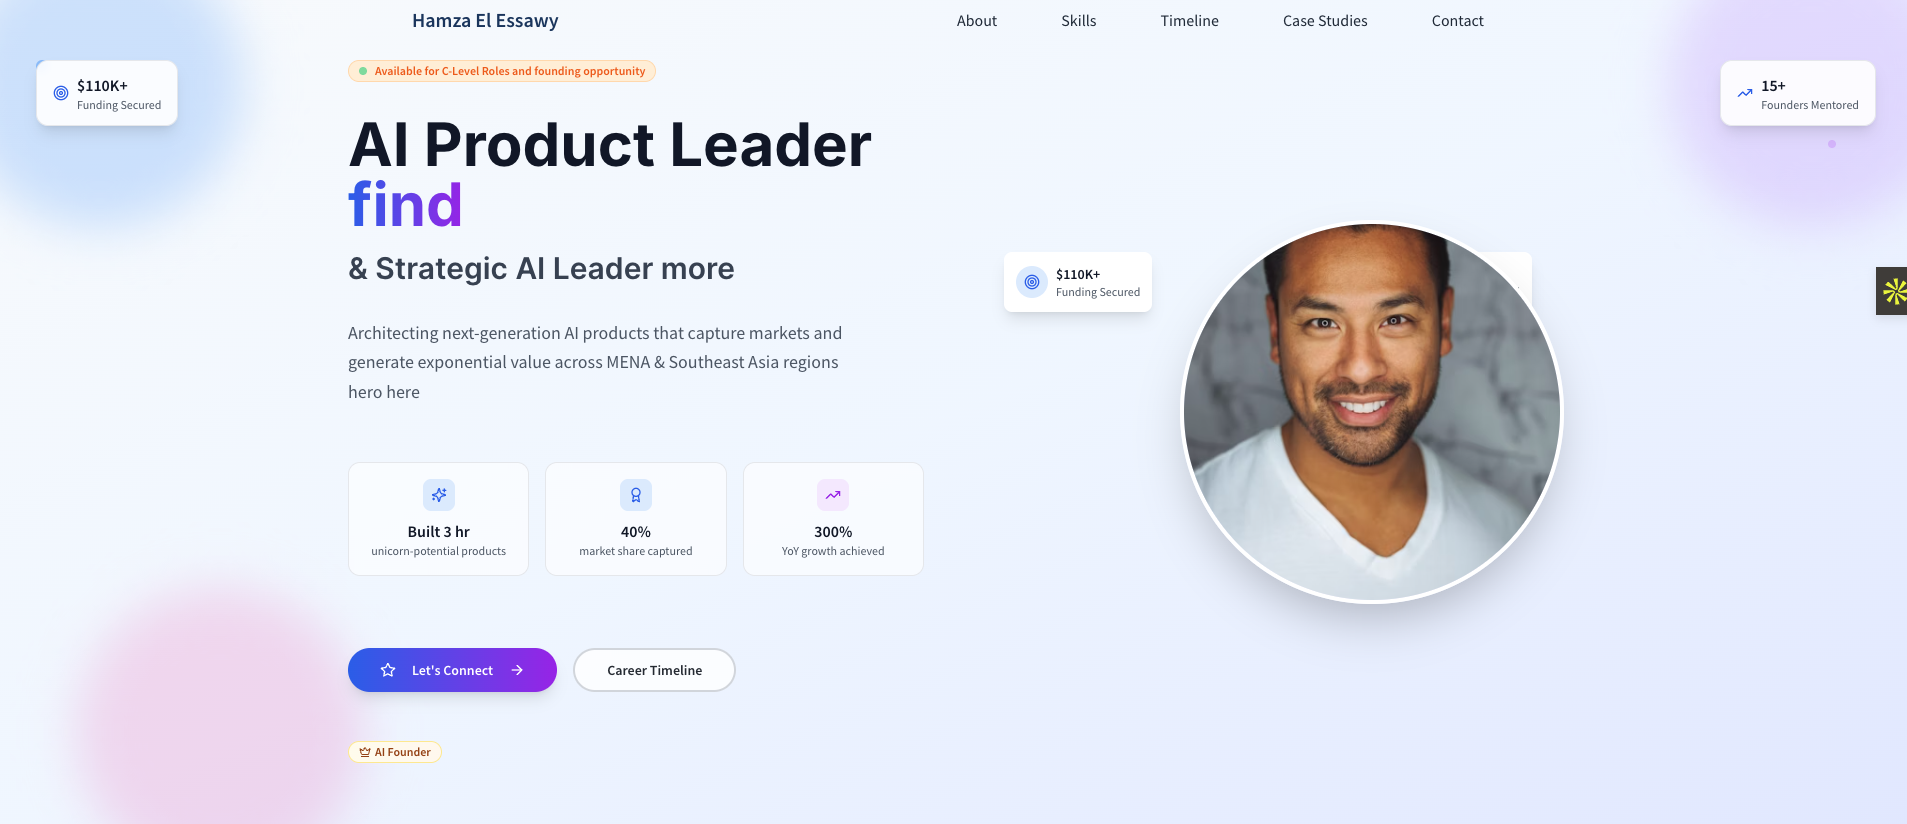 Hamza El Essawy
About
Skills
Timeline
Case Studies
Contact
$110K+
Funding Secured
15+
Founders Mentored
Available for C-Level Roles and founding opportunity
AI Product Leader
find
& Strategic AI Leader more
Architecting next-generation AI products that capture markets and
generate exponential value across MENA & Southeast Asia regions
hero here
$110K+
Funding Secured
Built 3 hr
unicorn-potential products
40%
market share captured
300%
YoY growth achieved
Let's Connect
Career Timeline
AI Founder